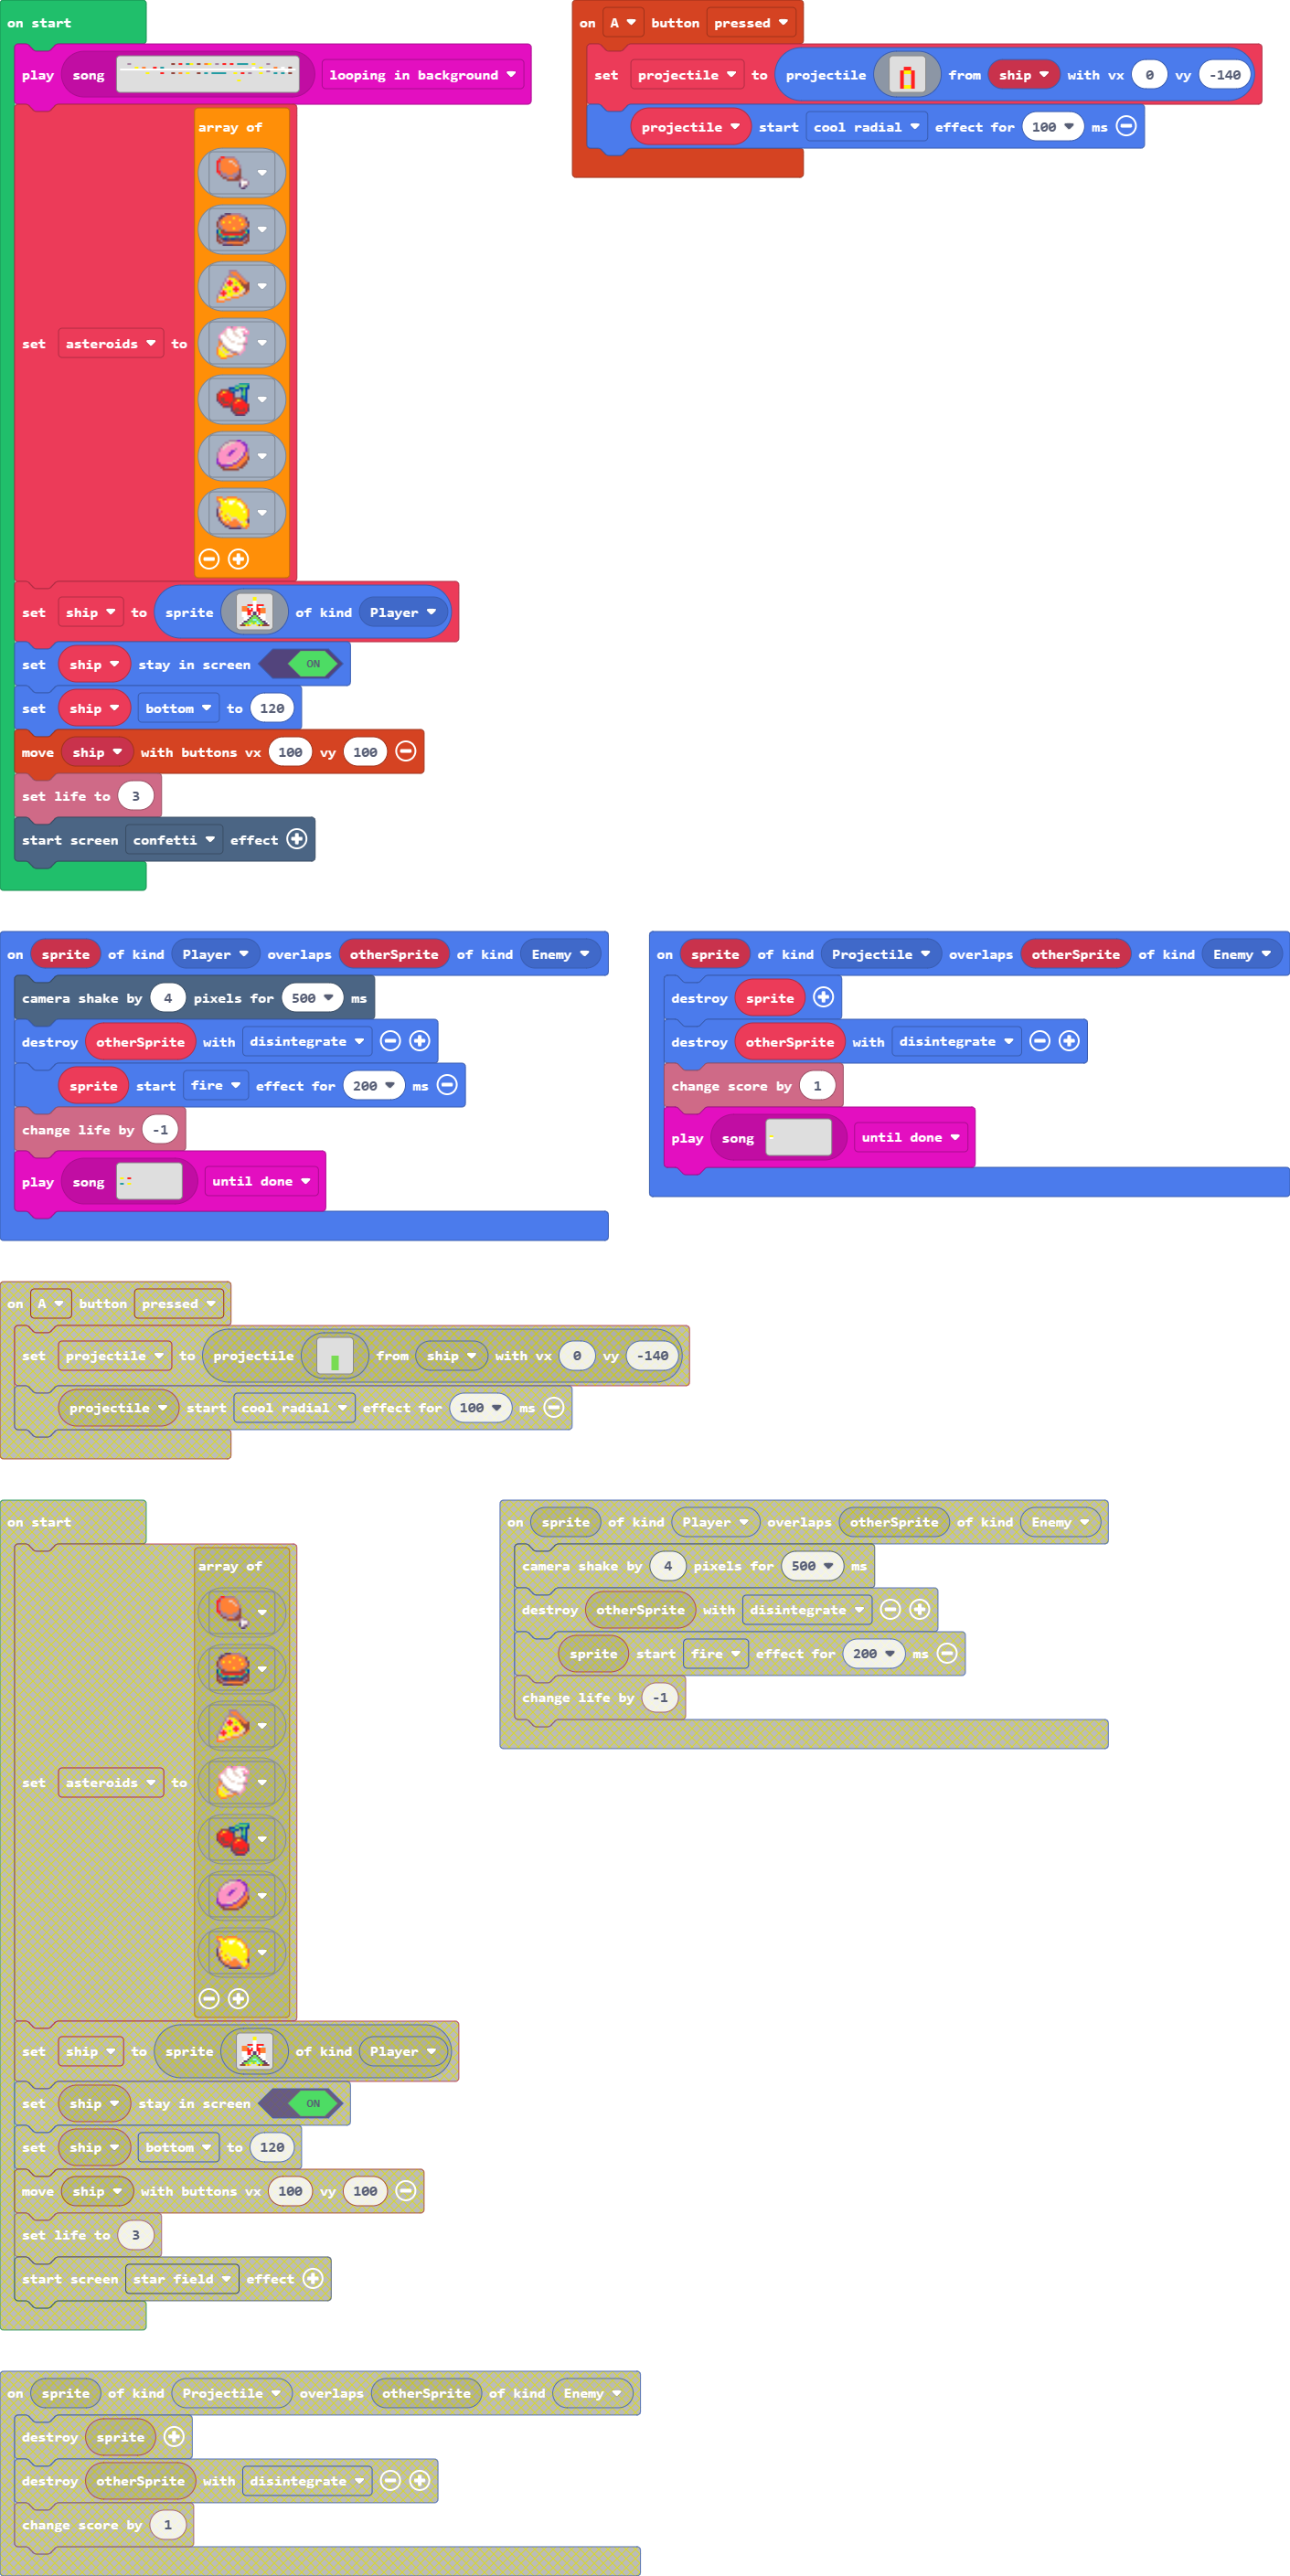 on start
play song looping in background
set asteroids to array of
set ship to sprite of kind Player
set ship stay in screen ON
set ship bottom to 120
move ship with buttons vx 100 vy 100
set life to 3
start screen confetti effect
on A button pressed
set projectile to projectile from ship with vx 0 vy -140
projectile start cool radial effect for 100 ms
on sprite of kind Player overlaps otherSprite of kind Enemy
camera shake by 4 pixels for 500 ms
destroy otherSprite with disintegrate
sprite start fire effect for 200 ms
change life by -1
play song until done
on sprite of kind Projectile overlaps otherSprite of kind Enemy
destroy sprite
destroy otherSprite with disintegrate
change score by 1
play song until done
on A button pressed
set projectile to projectile from ship with vx 0 vy -140
projectile start cool radial effect for 100 ms
on start
set asteroids to array of
set ship to sprite of kind Player
set ship stay in screen ON
set ship bottom to 120
move ship with buttons vx 100 vy 100
set life to 3
start screen star field effect
on sprite of kind Player overlaps otherSprite of kind Enemy
camera shake by 4 pixels for 500 ms
destroy otherSprite with disintegrate
sprite start fire effect for 200 ms
change life by -1
on sprite of kind Projectile overlaps otherSprite of kind Enemy
destroy sprite
destroy otherSprite with disintegrate
change score by 1